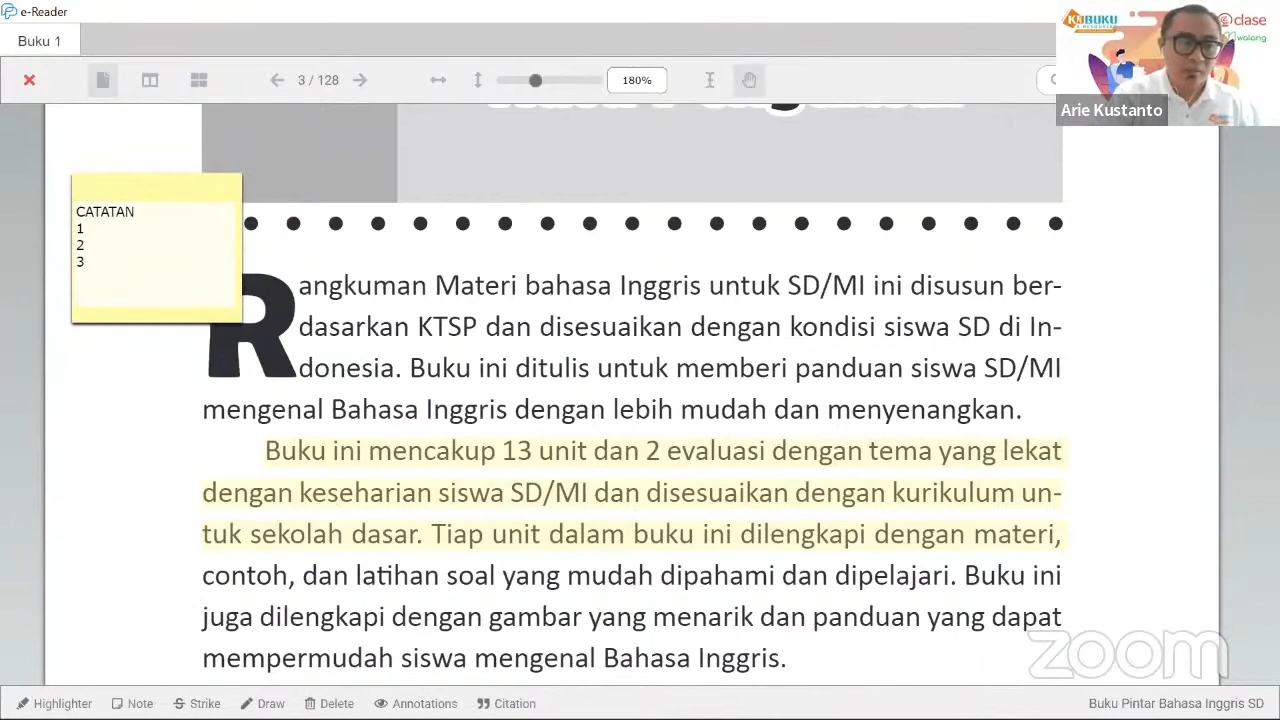 e-Reader
Buku 1
3 / 128
180%
KUBUKU
clase
walang
Arie Kustanto
CATATAN
1
2
3
Rangkuman Materi bahasa Inggris untuk SD/MI ini disusun ber-
dasarkan KTSP dan disesuaikan dengan kondisi siswa SD di In-
donesia. Buku ini ditulis untuk memberi panduan siswa SD/MI
mengenal Bahasa Inggris dengan lebih mudah dan menyenangkan.
Buku ini mencakup 13 unit dan 2 evaluasi dengan tema yang lekat
dengan keseharian siswa SD/MI dan disesuaikan dengan kurikulum un-
tuk sekolah dasar. Tiap unit dalam buku ini dilengkapi dengan materi,
contoh, dan latihan soal yang mudah dipahami dan dipelajari. Buku ini
juga dilengkapi dengan gambar yang menarik dan panduan yang dapat
mempermudah siswa mengenal Bahasa Inggris.
zoom
Highlighter Note Strike Draw Delete Annotations Citation Buku Pintar Bahasa Inggris SD